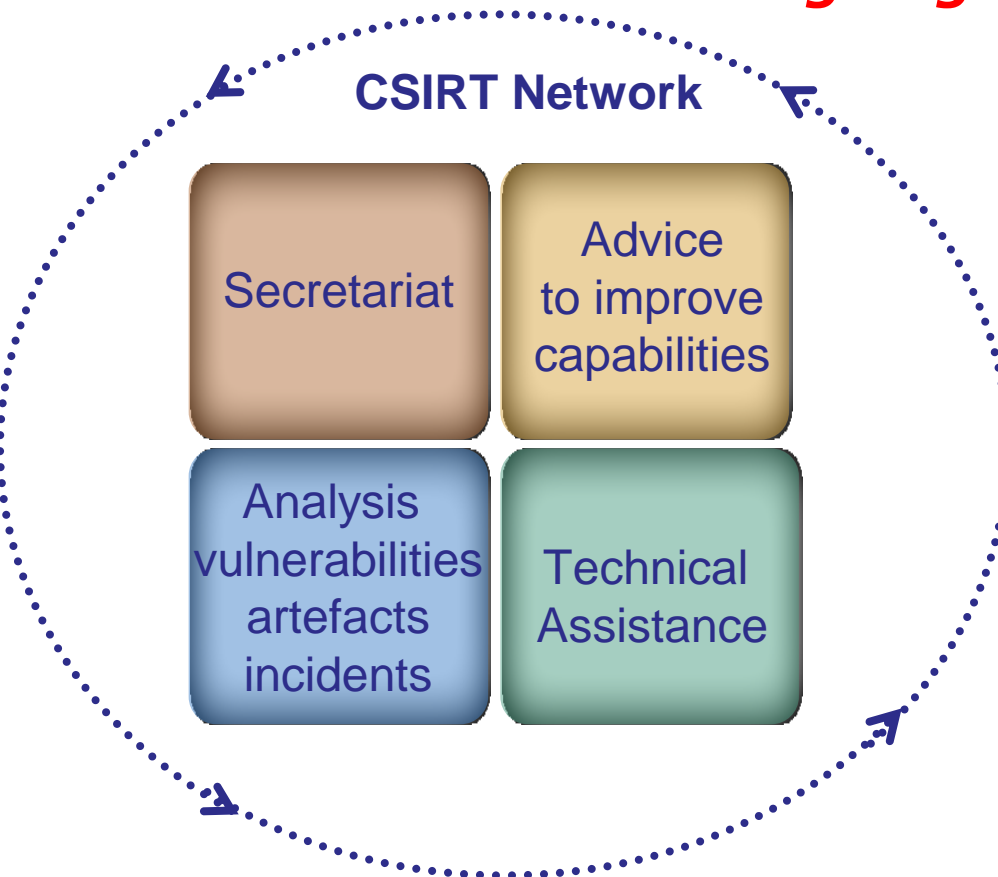 CSIRT Network
Secretariat
Advice
to improve
capabilities
Analysis
vulnerabilities
artefacts
incidents
Technical
Assistance